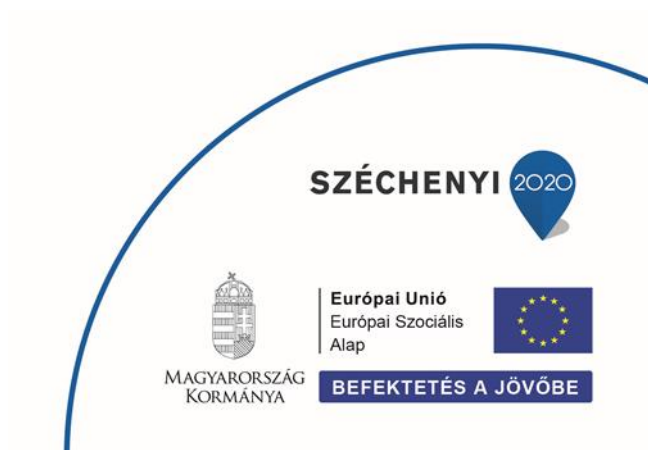 SZÉCHENYI 2020
Európai Unió
Európai Szociális
Alap
MAGYARORSZÁG
KORMÁNYA
BEFEKTETÉS A JÖVŐBE